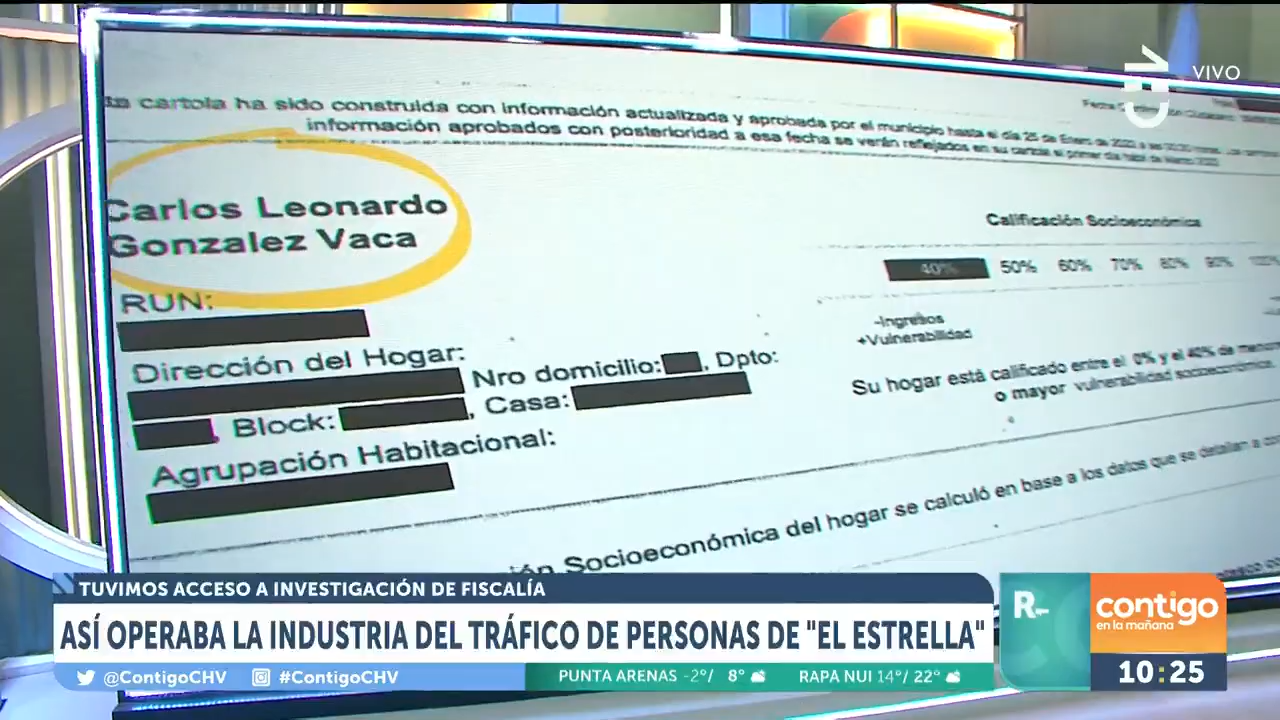 VIVO
ta cartola ha sido construida con información actualizada y aprobada por el municipio hasta el día 25 de Enero de
información aprobados con posterioridad a esa fecha se verán reflejados en su cartola el primer día hábil de Marzo
Carlos Leonardo
Gonzalez Vaca
Calificación Socioeconómica
40% 50% 60% 70% 80% 90% 100%
-Ingresos
+Vulnerabilidad
Su hogar está calificado entre el 0% y el 40% de menores
o mayor vulnerabilidad socioeconómica.
RUN:
Dirección del Hogar:
Nro domicilio: , Dpto:
, Block: , Casa:
Agrupación Habitacional:
Socioeconómica del hogar se calculó en base a los datos que se detallan a
TUVIMOS ACCESO A INVESTIGACIÓN DE FISCALÍA
ASÍ OPERABA LA INDUSTRIA DEL TRÁFICO DE PERSONAS DE "EL ESTRELLA"
R-
contigo
en la mañana
@ContigoCHV #ContigoCHV PUNTA ARENAS -2°/ 8° RAPA NUI 14°/ 22°
10:25